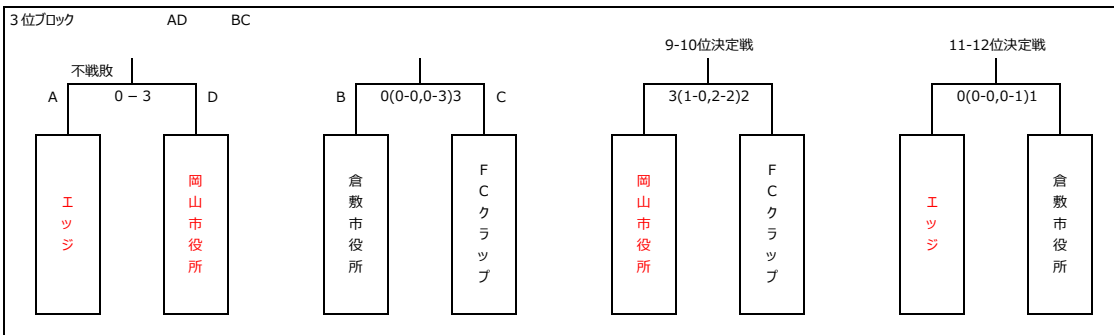 3位ブロック AD BC
9-10位決定戦 11-12位決定戦
不戦敗
A 0 − 3 D B 0(0-0,0-3)3 C 3(1-0,2-2)2 0(0-0,0-1)1
エッジ
岡山市役所
倉敷市役所
FCクラップ
岡山市役所
FCクラップ
エッジ
倉敷市役所